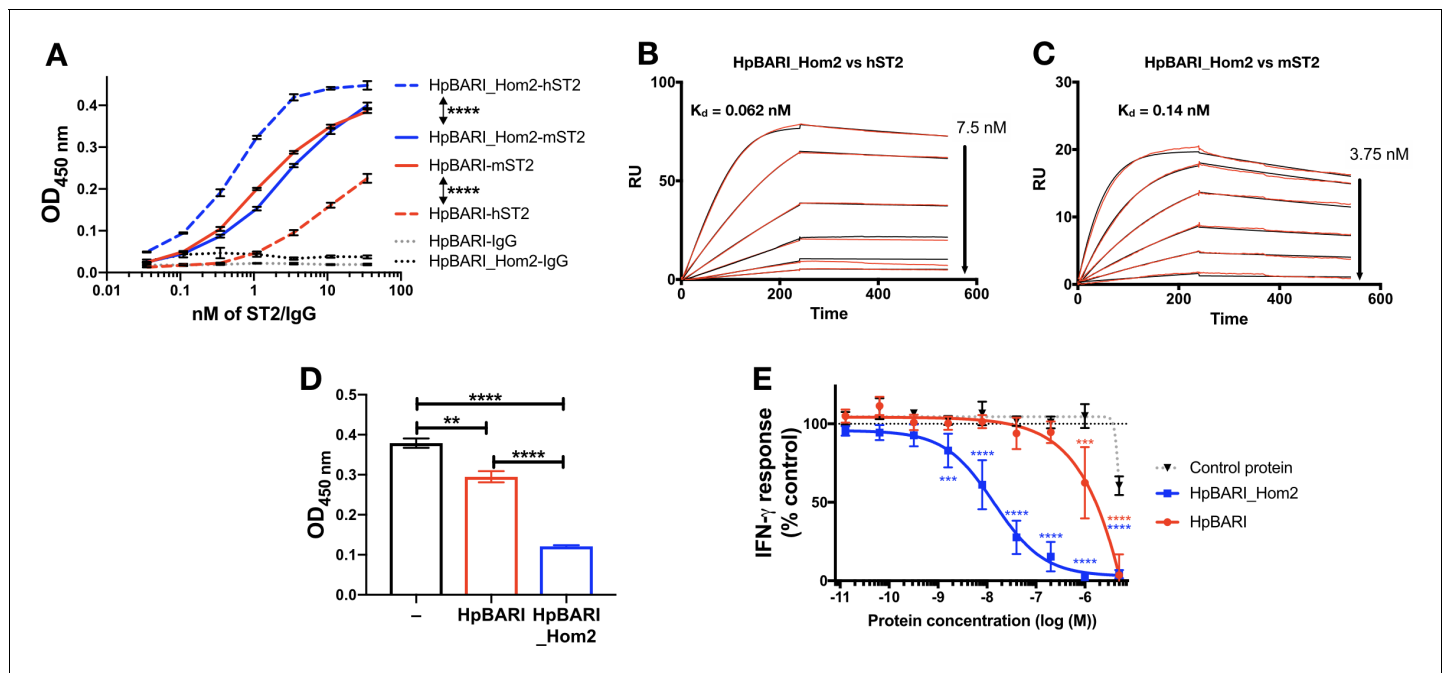 A
OD450 nm
0.4
0.3
0.2
0.1
0.0
0.01
0.1
1
10
100
nM of ST2/IgG
HpBARI_Hom2-hST2
****
HpBARI_Hom2-mST2
HpBARI-mST2
****
HpBARI-hST2
HpBARI-IgG
HpBARI_Hom2-IgG
B
HpBARI_Hom2 vs hST2
Kd = 0.062 nM
7.5 nM
RU
100
50
0
0
200
400
600
Time
C
HpBARI_Hom2 vs mST2
Kd = 0.14 nM
3.75 nM
RU
30
20
10
0
0
200
400
600
Time
D
OD450 nm
0.5
0.4
0.3
0.2
0.1
0.0
****
**
****
–
HpBARI
HpBARI
_Hom2
E
IFN-γ response
(% control)
100
50
0
***
****
****
****
****
***
****
****
-11
-10
-9
-8
-7
-6
Protein concentration (log (M))
Control protein
HpBARI_Hom2
HpBARI